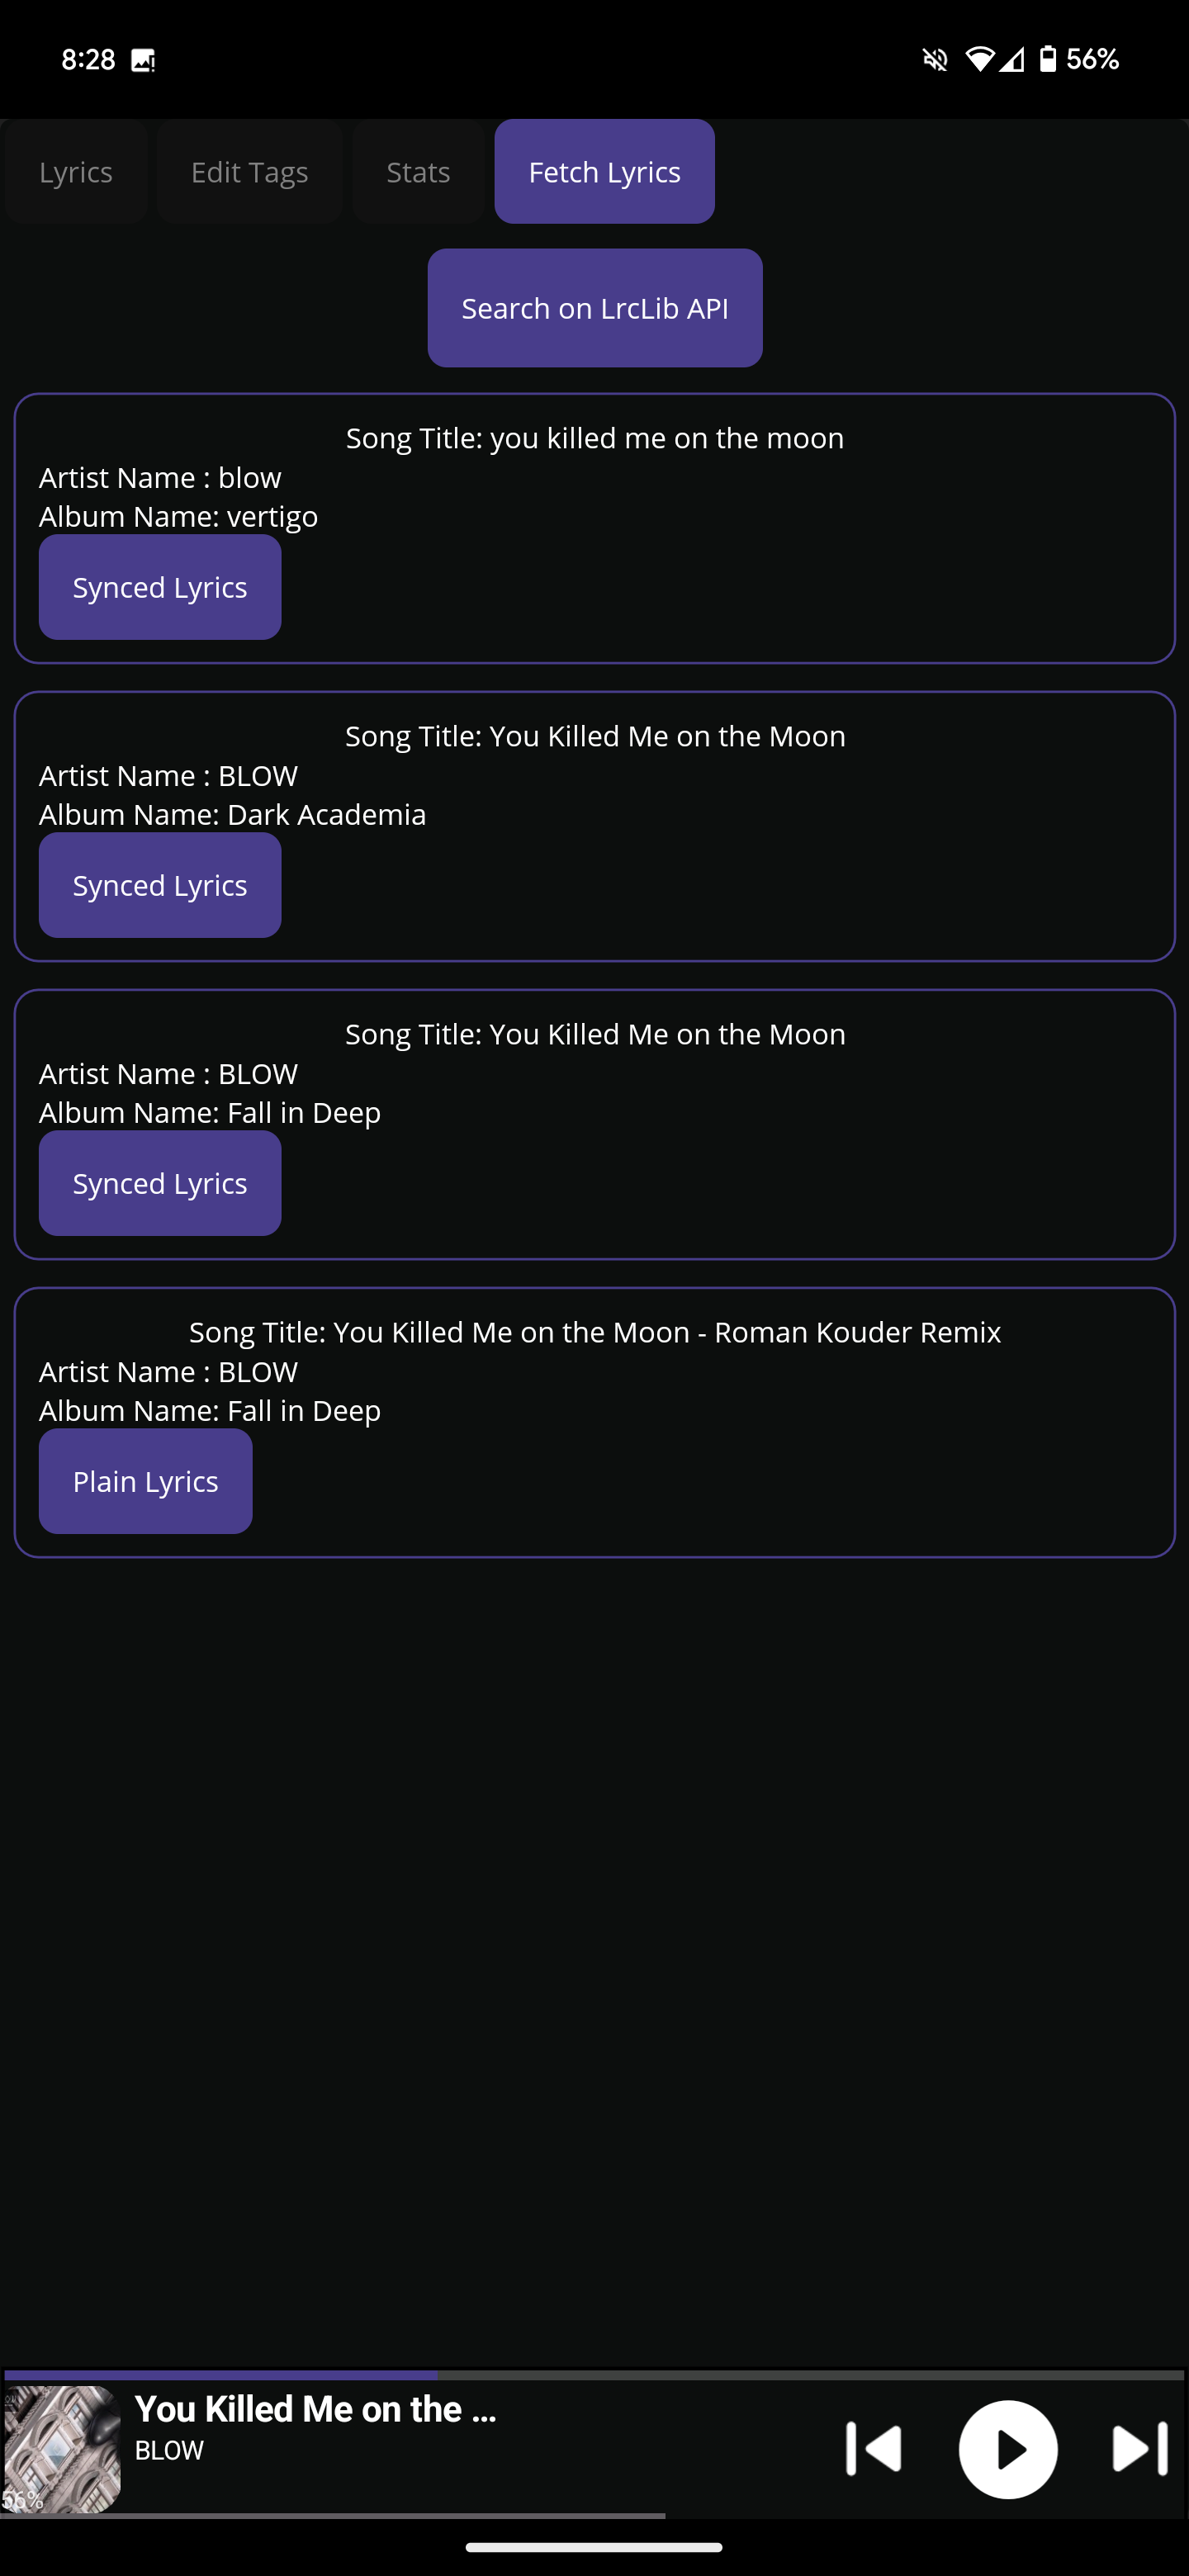 8:28 56%
Lyrics Edit Tags Stats Fetch Lyrics
Search on LrcLib API
Song Title: you killed me on the moon
Artist Name : blow
Album Name: vertigo
Synced Lyrics
Song Title: You Killed Me on the Moon
Artist Name : BLOW
Album Name: Dark Academia
Synced Lyrics
Song Title: You Killed Me on the Moon
Artist Name : BLOW
Album Name: Fall in Deep
Synced Lyrics
Song Title: You Killed Me on the Moon - Roman Kouder Remix
Artist Name : BLOW
Album Name: Fall in Deep
Plain Lyrics
You Killed Me on the ...
BLOW
56%